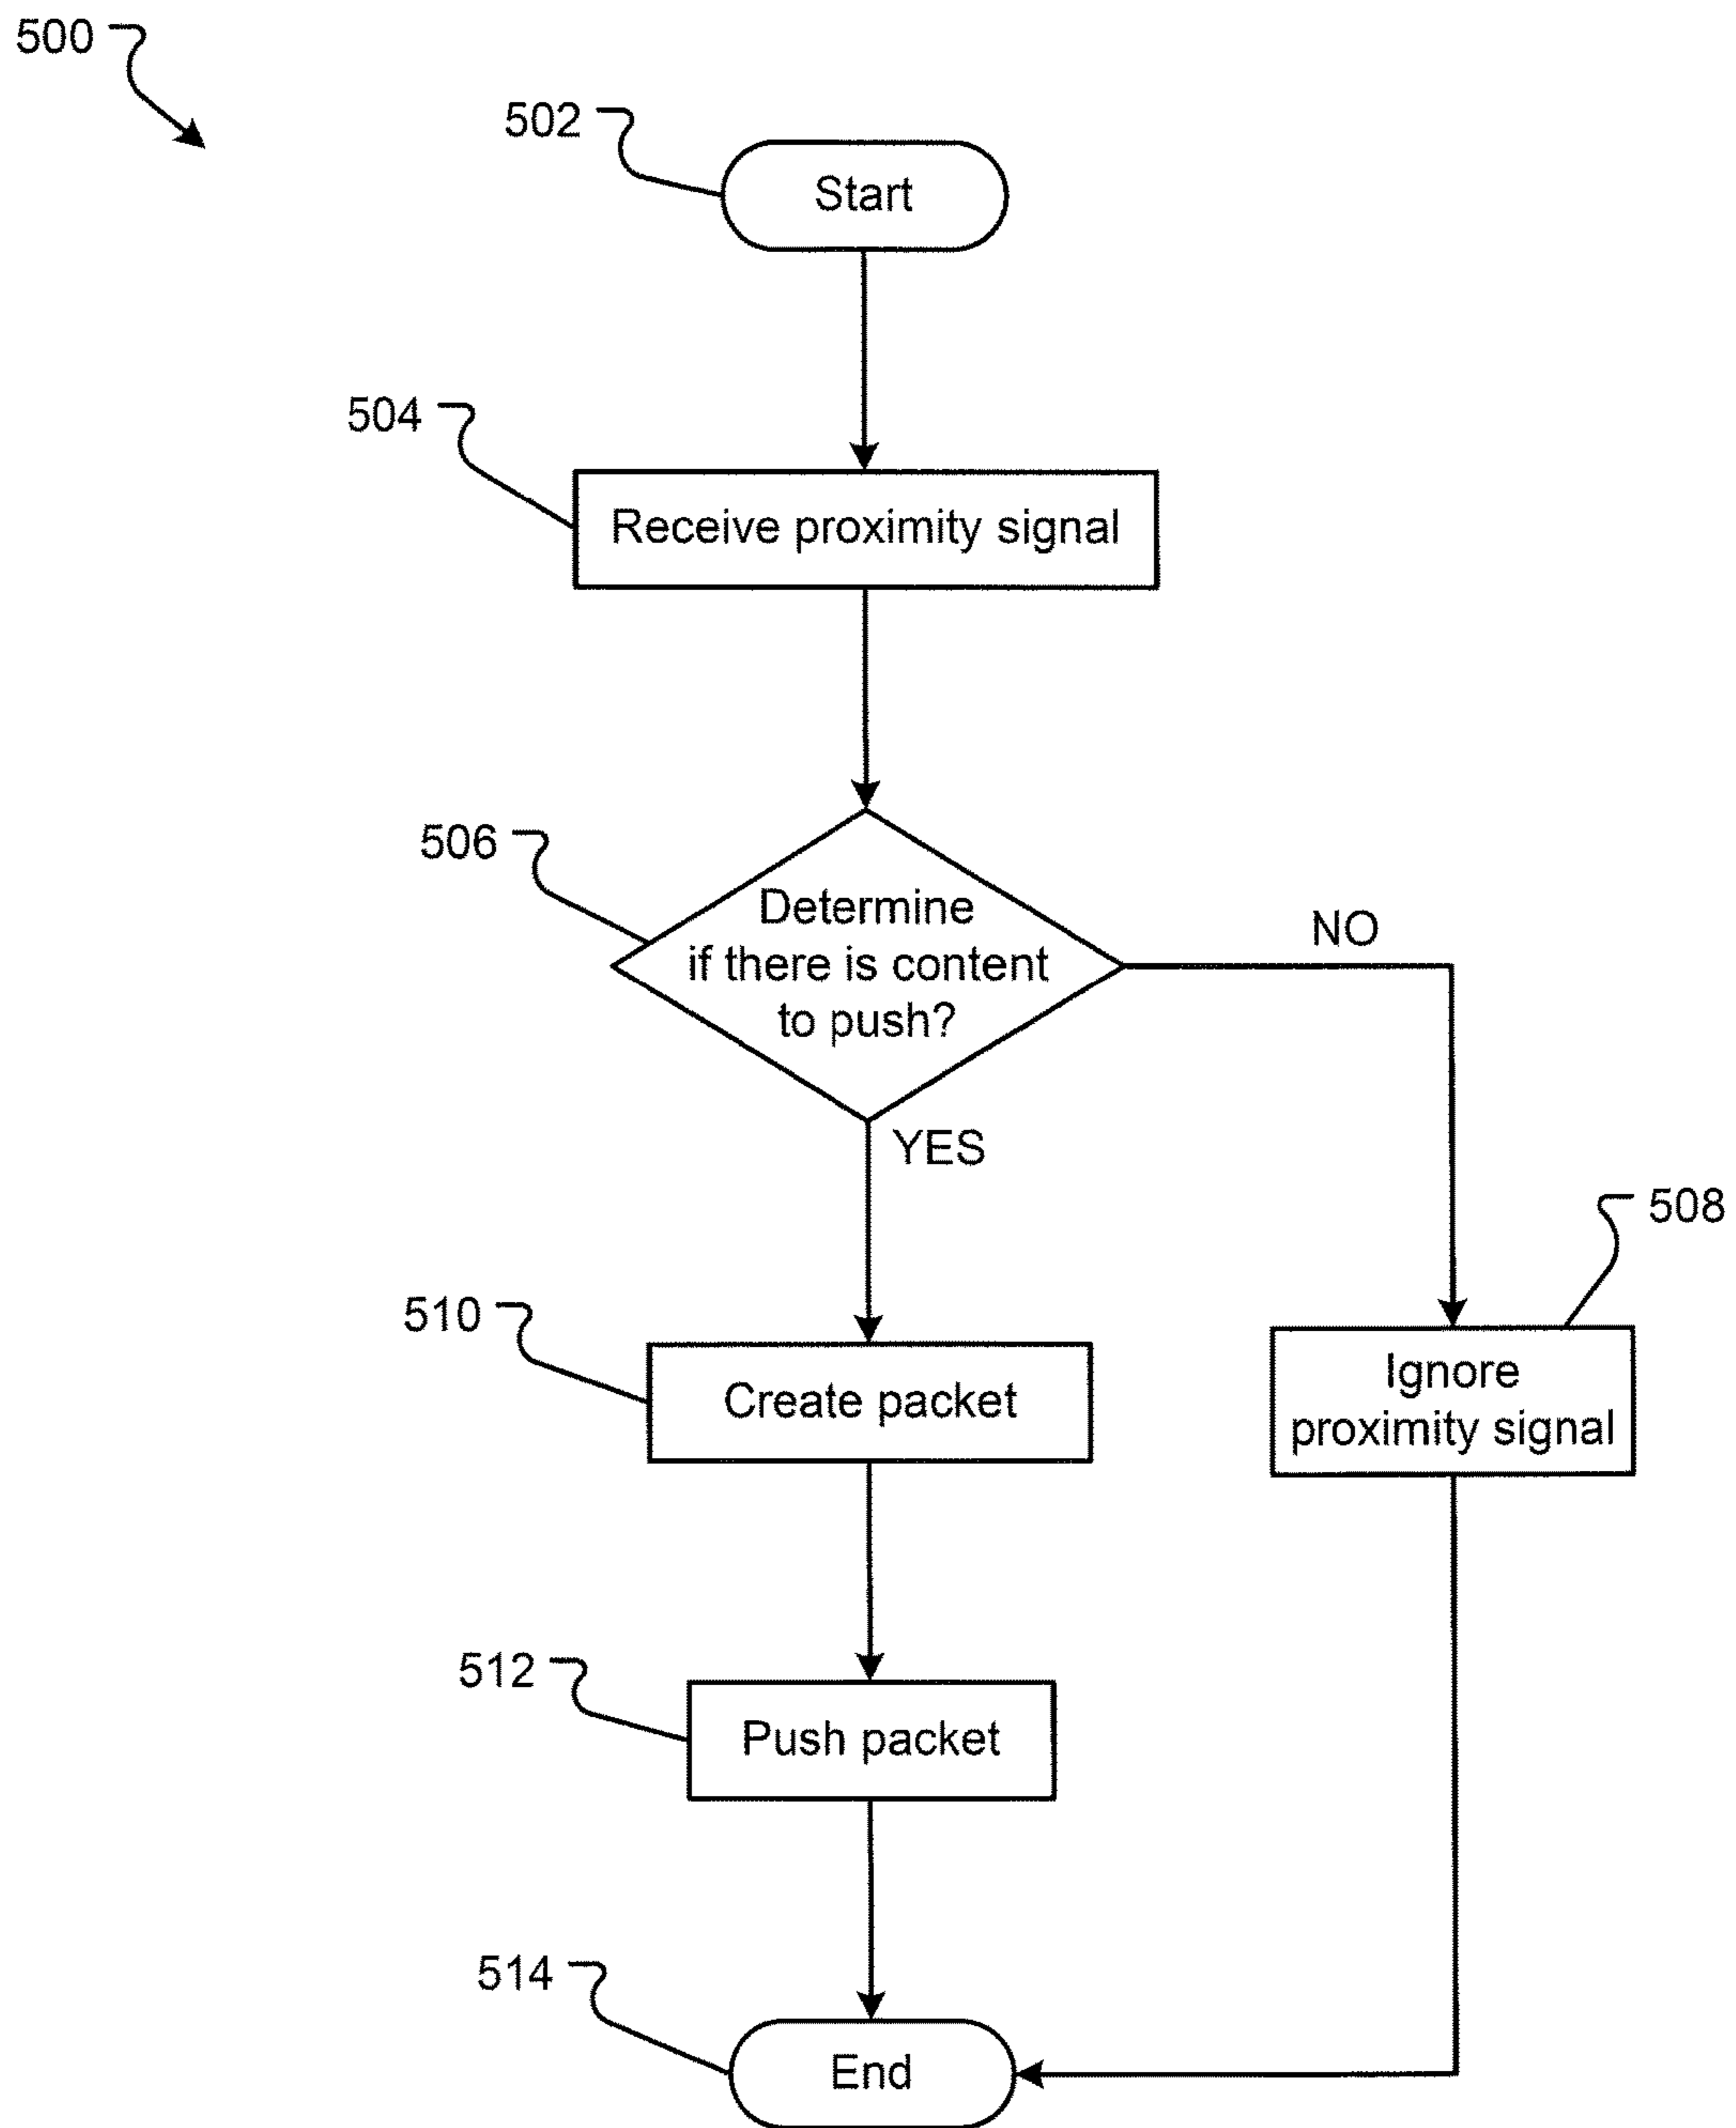 500
502
Start
504
Receive proximity signal
506
Determine
if there is content
to push?
NO
YES
508
510
Create packet
Ignore
proximity signal
512
Push packet
514
End